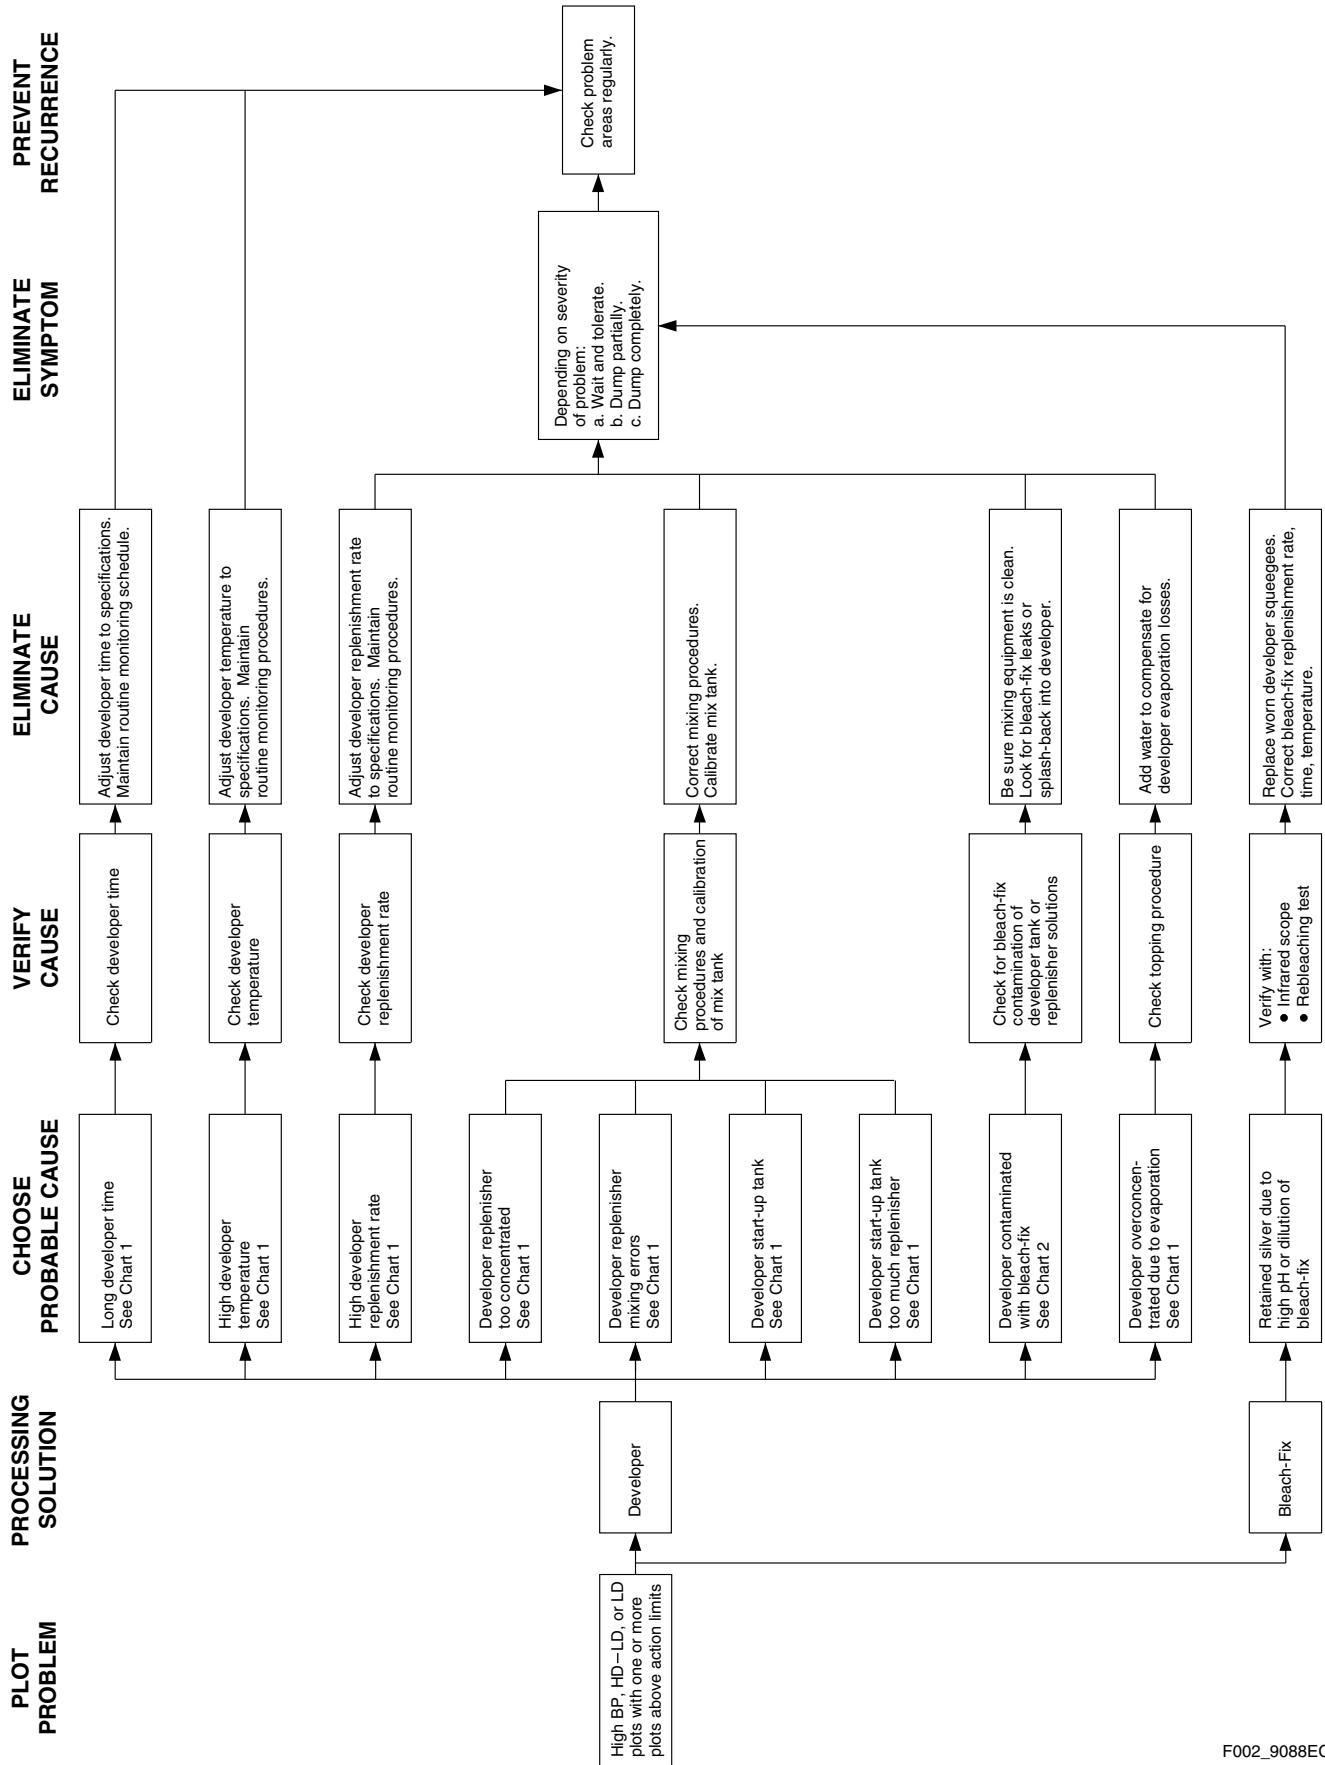 PLOT
PROBLEM
PROCESSING
SOLUTION
CHOOSE
PROBABLE CAUSE
VERIFY
CAUSE
ELIMINATE
CAUSE
ELIMINATE
SYMPTOM
PREVENT
RECURRENCE
High BP, HD–LD, or LD
plots with one or more
plots above action limits
Developer
Bleach-Fix
Long developer time
See Chart 1
High developer
temperature
See Chart 1
High developer
replenishment rate
See Chart 1
Developer replenisher
too concentrated
See Chart 1
Developer replenisher
mixing errors
See Chart 1
Developer start-up tank
See Chart 1
Developer start-up tank
too much replenisher
See Chart 1
Developer contaminated
with bleach-fix
See Chart 2
Developer overconcen-
trated due to evaporation
See Chart 1
Retained silver due to
high pH or dilution of
bleach-fix
Check developer time
Check developer
temperature
Check developer
replenishment rate
Check mixing
procedures and calibration
of mix tank
Check for bleach-fix
contamination of
developer tank or
replenisher solutions
Check topping procedure
Verify with:
● Infrared scope
● Rebleaching test
Adjust developer time to specifications.
Maintain routine monitoring schedule.
Adjust developer temperature to
specifications. Maintain
routine monitoring procedures.
Adjust developer replenishment rate
to specifications. Maintain
routine monitoring procedures.
Correct mixing procedures.
Calibrate mix tank.
Be sure mixing equipment is clean.
Look for bleach-fix leaks or
splash-back into developer.
Add water to compensate for
developer evaporation losses.
Replace worn developer squeegees.
Correct bleach-fix replenishment rate,
time, temperature.
Depending on severity
of problem:
a. Wait and tolerate.
b. Dump partially.
c. Dump completely.
Check problem
areas regularly.
F002_9088EC